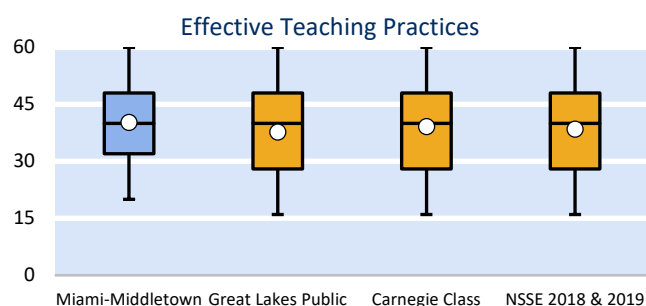 Effective Teaching Practices
60
45
30
15
0
Miami-Middletown Great Lakes Public Carnegie Class NSSE 2018 & 2019